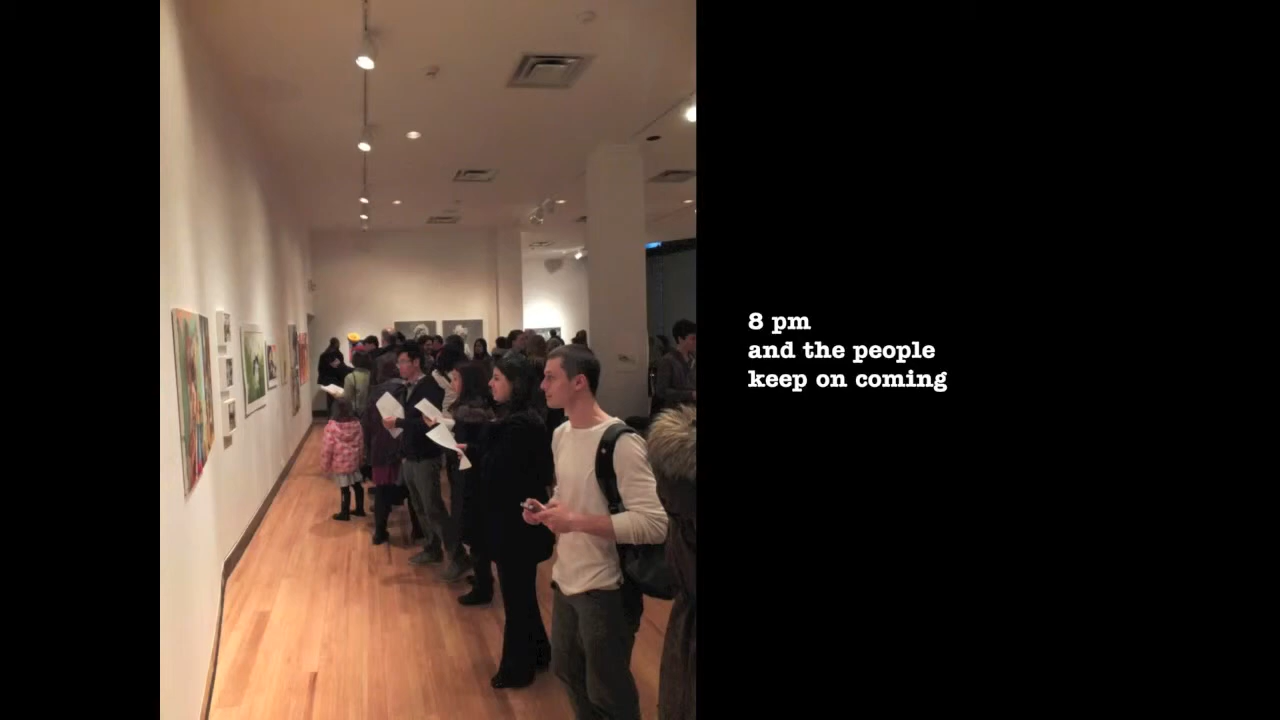 8 pm
and the people
keep on coming